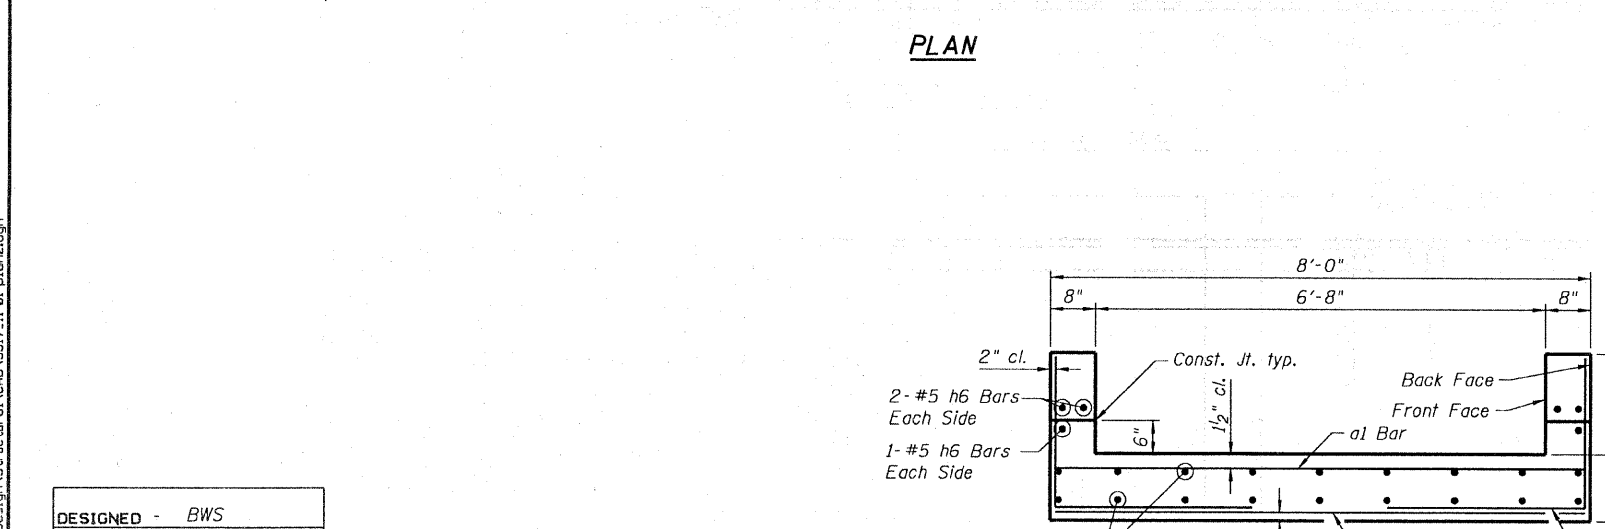 PLAN
8'-0"
8" 6'-8" 8"
2" cl.
Const. Jt. typ.
1½" cl.
Back Face
2-#5 h6 Bars
Each Side
Front Face
6"
a1 Bar
1-#5 h6 Bars
Each Side
DESIGNED - BWS